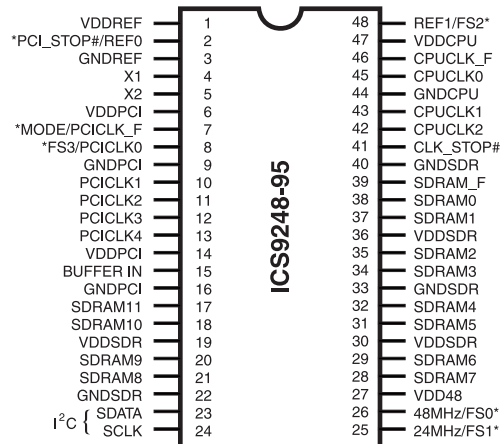 VDDREF 1 48 REF1/FS2*
*PCI_STOP#/REF0 2 47 VDDCPU
GNDREF 3 46 CPUCLK_F
X1 4 45 CPUCLK0
X2 5 44 GNDCPU
VDDPCI 6 43 CPUCLK1
*MODE/PCICLK_F 7 42 CPUCLK2
*FS3/PCICLK0 8 41 CLK_STOP#
GNDPCI 9 40 GNDSDR
PCICLK1 10 39 SDRAM_F
PCICLK2 11 38 SDRAM0
PCICLK3 12 37 SDRAM1
PCICLK4 13 36 VDDSDR
VDDPCI 14 35 SDRAM2
BUFFER IN 15 34 SDRAM3
GNDPCI 16 33 GNDSDR
SDRAM11 17 32 SDRAM4
SDRAM10 18 31 SDRAM5
VDDSDR 19 30 VDDSDR
SDRAM9 20 29 SDRAM6
SDRAM8 21 28 SDRAM7
GNDSDR 22 27 VDD48
I²C { SDATA 23 26 48MHz/FS0*
SCLK 24 25 24MHz/FS1*
ICS9248-95